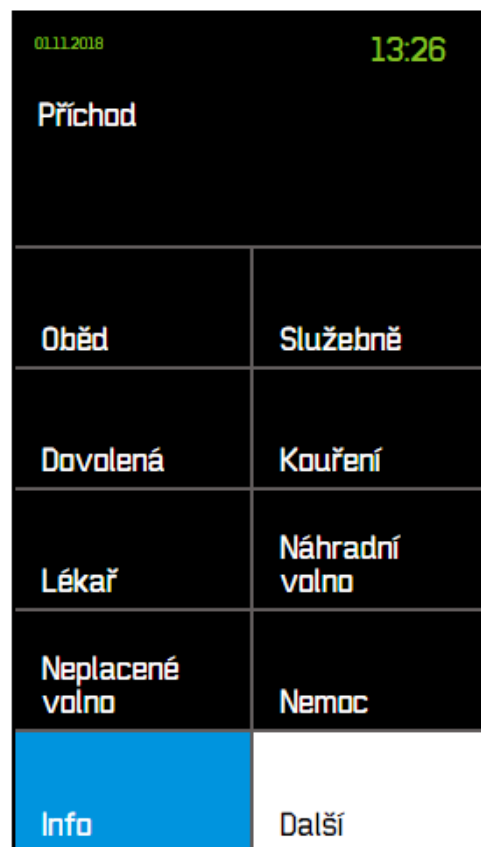 01.11.2018
13:26
Příchod
Oběd
Služebně
Dovolená
Kouření
Lékař
Náhradní
volno
Neplacené
volno
Nemoc
Info
Další